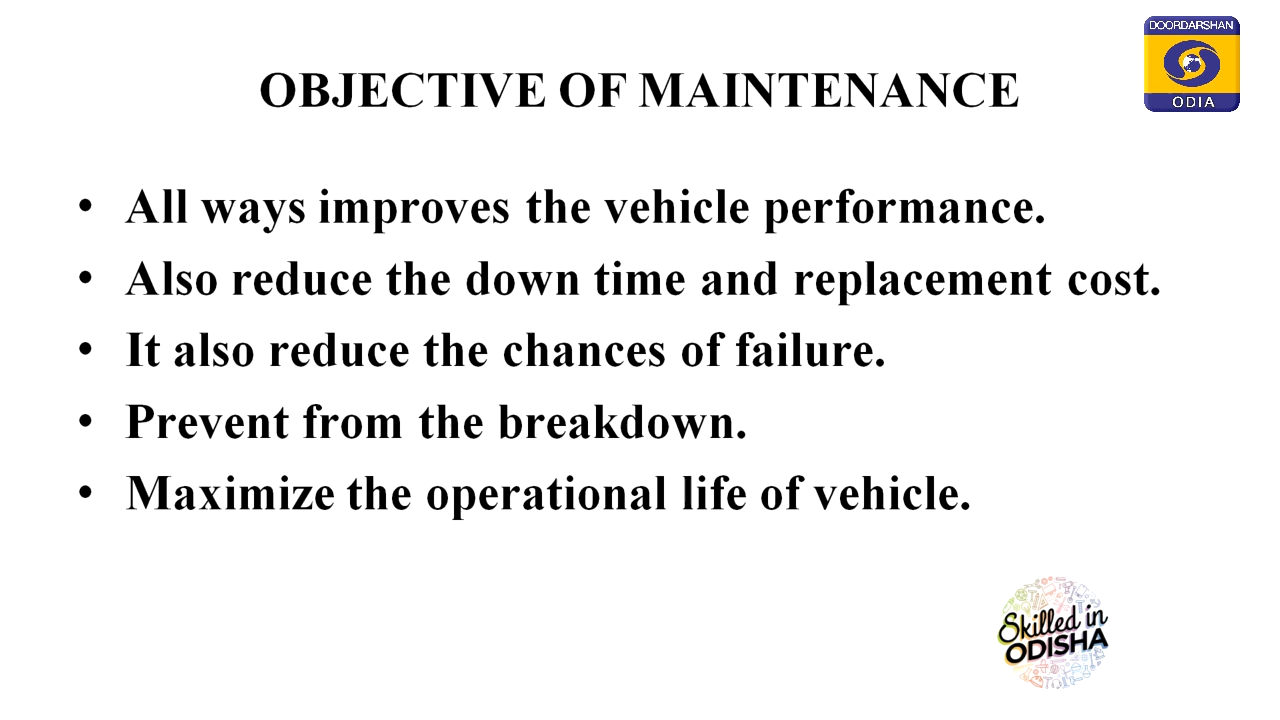 DOORDARSHAN
ODIA
OBJECTIVE OF MAINTENANCE
• All ways improves the vehicle performance.
• Also reduce the down time and replacement cost.
• It also reduce the chances of failure.
• Prevent from the breakdown.
• Maximize the operational life of vehicle.
Skilled in
ODISHA